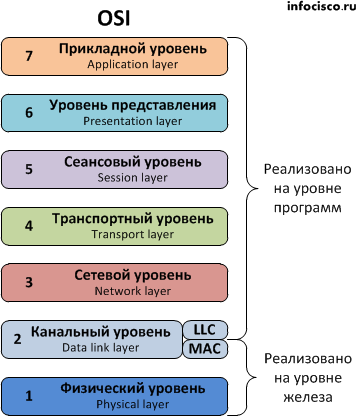 infocisco.ru
OSI
7 Прикладной уровень
Application layer
6 Уровень представления
Presentation layer
5 Сеансовый уровень
Session layer
4 Транспортный уровень
Transport layer
3 Сетевой уровень
Network layer
2 Канальный уровень
Data link layer
LLC
MAC
1 Физический уровень
Physical layer
Реализовано
на уровне
программ
Реализовано
на уровне
железа